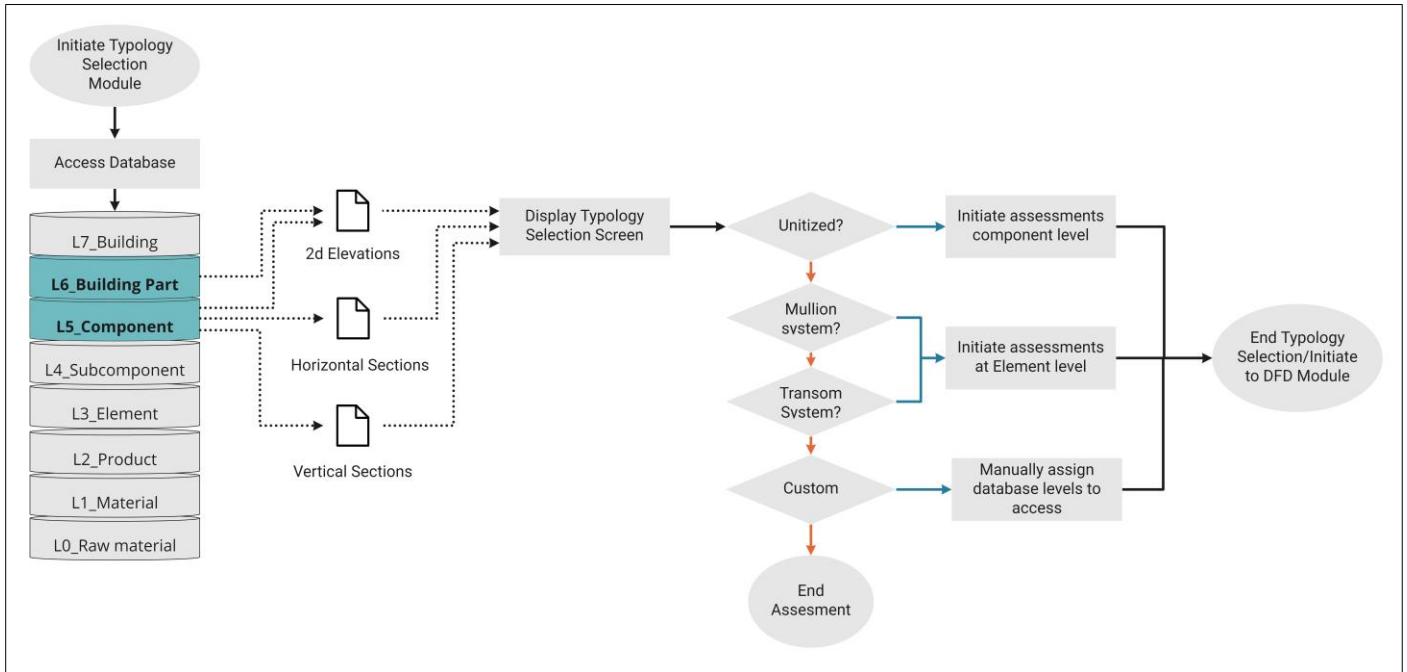 Initiate Typology
Selection
Module
Access Database
L7_Building
L6_Building Part
L5_Component
L4_Subcomponent
L3_Element
L2_Product
L1_Material
L0_Raw material
2d Elevations
Horizontal Sections
Vertical Sections
Display Typology
Selection Screen
Unitized?
Mullion
system?
Transom
System?
Custom
End
Assesment
Initiate assessments
component level
Initiate assessments
at Element level
Manually assign
database levels to
access
End Typology
Selection/Initiate
to DFD Module